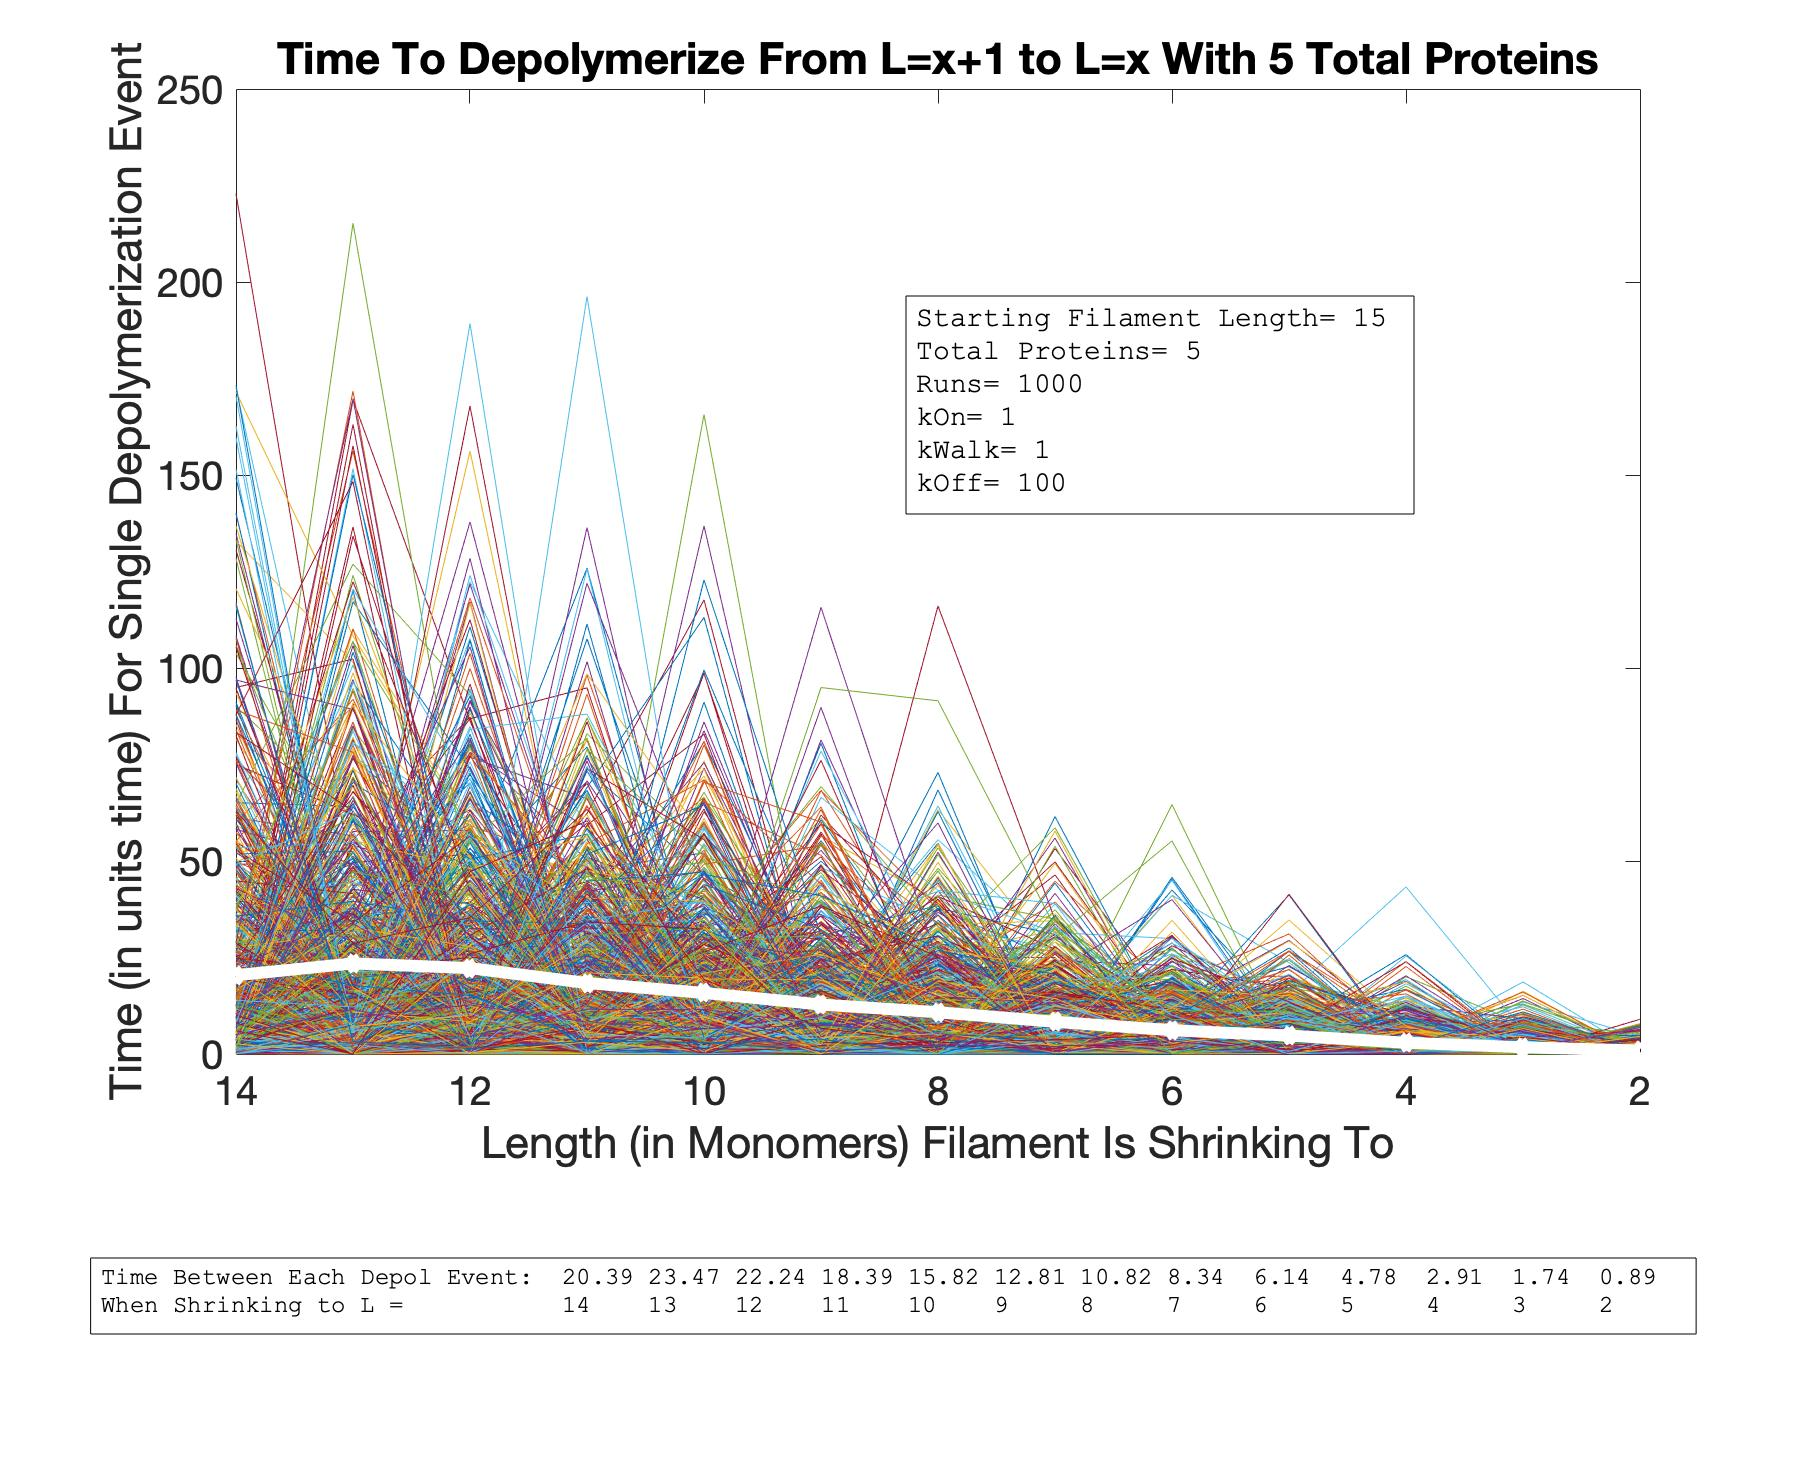 Time To Depolymerize From L=x+1 to L=x With 5 Total Proteins
Time (in units time) For Single Depolymerization Event
250
200
150
100
50
0
Starting Filament Length= 15
Total Proteins= 5
Runs= 1000
kOn= 1
kWalk= 1
kOff= 100
14 12 10 8 6 4 2
Length (in Monomers) Filament Is Shrinking To
Time Between Each Depol Event: 20.39 23.47 22.24 18.39 15.82 12.81 10.82 8.34 6.14 4.78 2.91 1.74 0.89
When Shrinking to L = 14 13 12 11 10 9 8 7 6 5 4 3 2